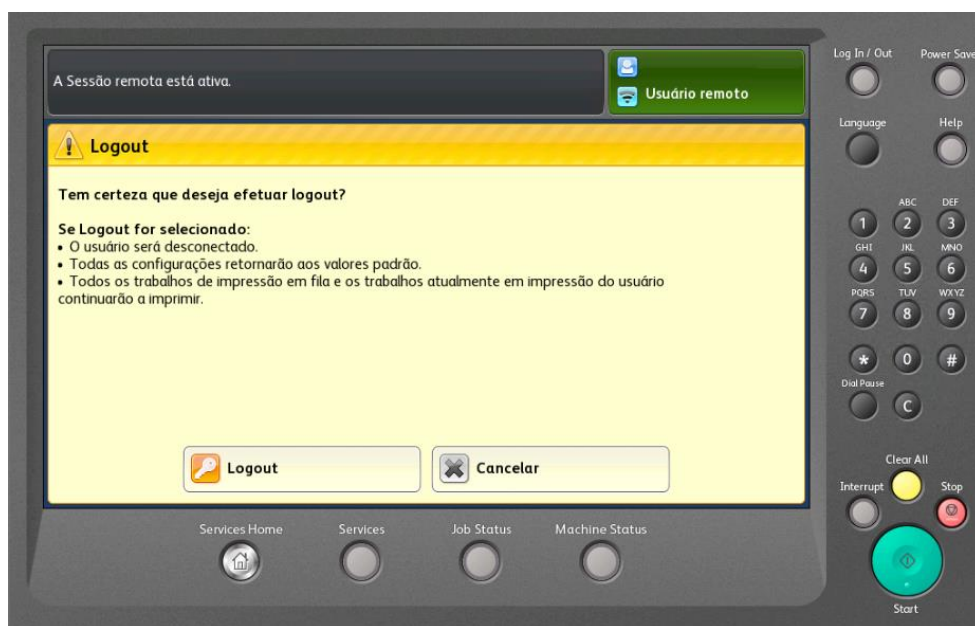 Log In / Out
Power Save
A Sessão remota está ativa.
Usuário remoto
Language
Help
Logout
Tem certeza que deseja efetuar logout?
Se Logout for selecionado:
• O usuário será desconectado.
• Todas as configurações retornarão aos valores padrão.
• Todos os trabalhos de impressão em fila e os trabalhos atualmente em impressão do usuário
continuarão a imprimir.
Logout
Cancelar
ABC DEF
1 2 3
GHI JKL MNO
4 5 6
PQRS TUV WXYZ
7 8 9
* 0 #
Dial Pause
C
Clear All
Interrupt
Stop
Start
Services Home
Services
Job Status
Machine Status